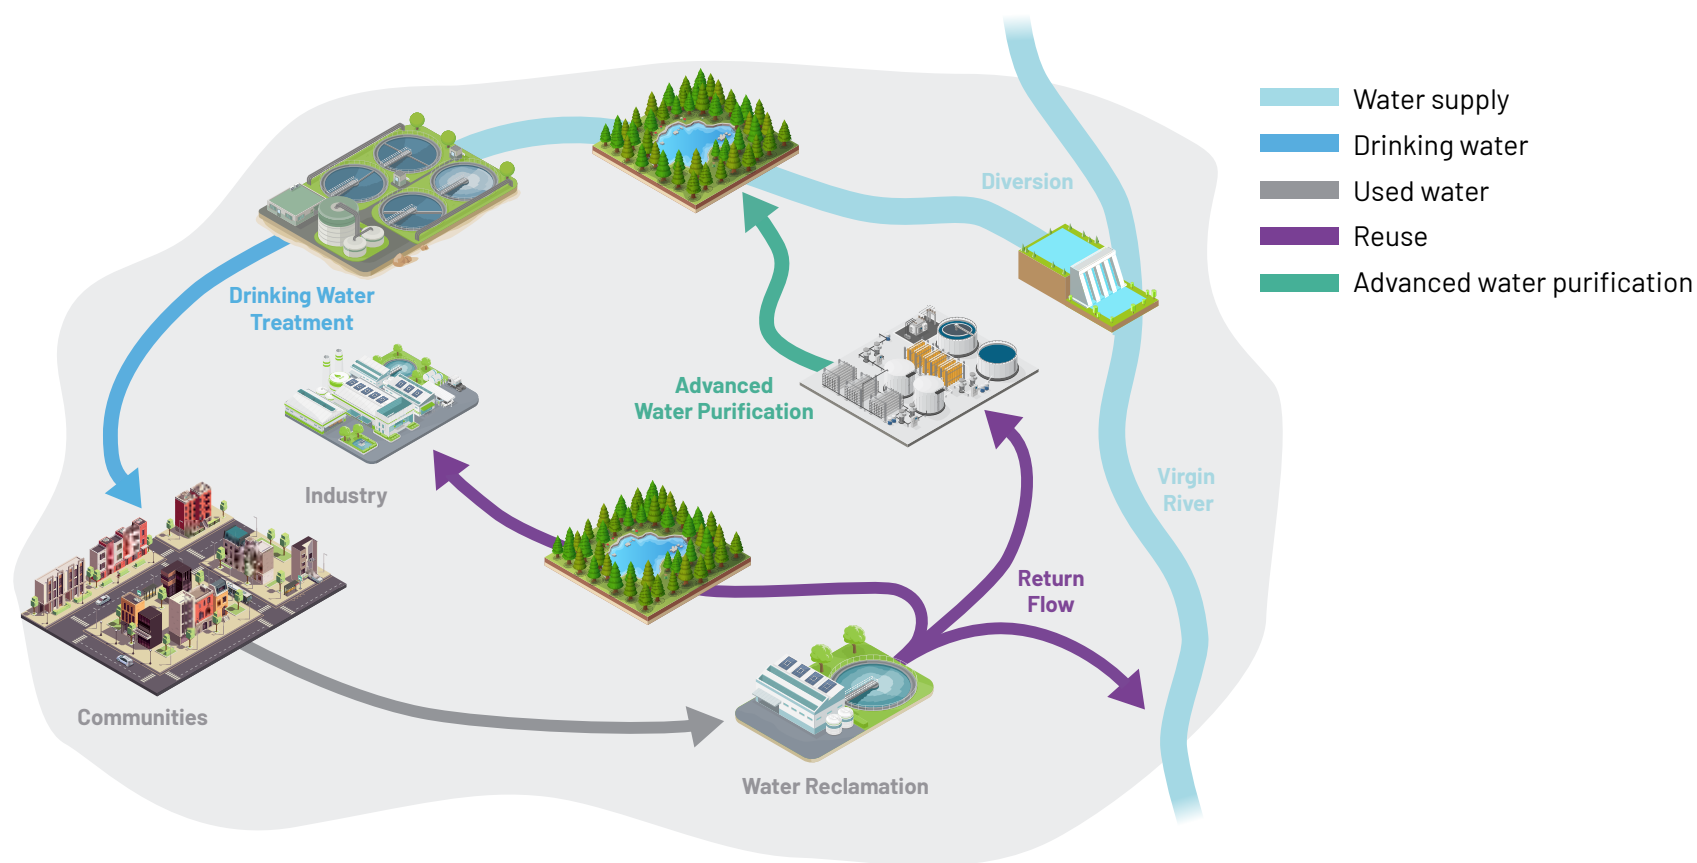 Water supply
Drinking water
Used water
Reuse
Advanced water purification
Diversion
Drinking Water
Treatment
Advanced
Water Purification
Industry
Virgin
River
Return
Flow
Communities
Water Reclamation